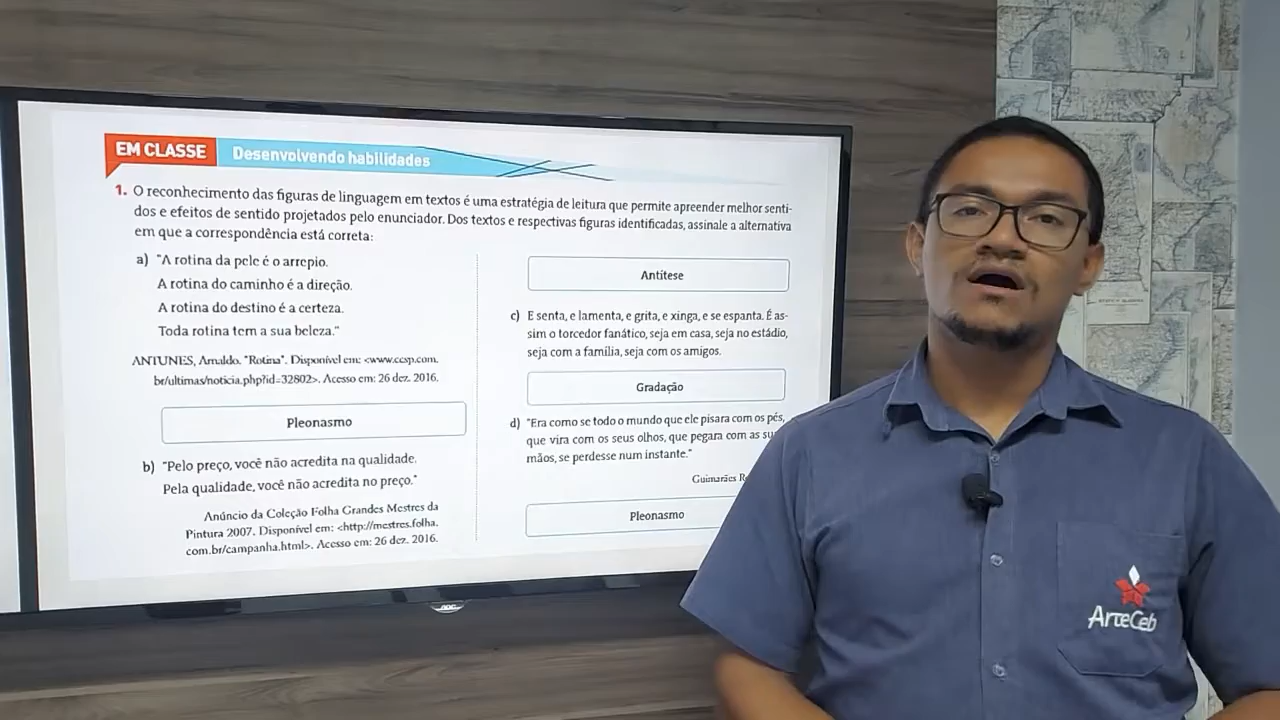 EM CLASSE Desenvolvendo habilidades
1. O reconhecimento das figuras de linguagem em textos é uma estratégia de leitura que permite apreender melhor senti-
dos e efeitos de sentido projetados pelo enunciador. Dos textos e respectivas figuras identificadas, assinale a alternativa
em que a correspondência está correta:
a) "A rotina da pele é o arrepio.
A rotina do caminho é a direção.
A rotina do destino é a certeza.
Toda rotina tem a sua beleza."
ANTUNES, Arnaldo. "Rotina". Disponível em: <www.ccsp.com.
br/ultimas/noticia.php?id=32802>. Acesso em: 26 dez. 2016.
Pleonasmo
b) "Pelo preço, você não acredita na qualidade.
Pela qualidade, você não acredita no preço."
Anúncio da Coleção Folha Grandes Mestres da
Pintura 2007. Disponível em: <http://mestres.folha.
com.br/campanha.html>. Acesso em: 26 dez. 2016.
Antítese
c) E senta, e lamenta, e grita, e xinga, e se espanta. É as-
sim o torcedor fanático, seja em casa, seja no estádio,
seja com a família, seja com os amigos.
Gradação
d) "Era como se todo o mundo que ele pisara com os pés,
que vira com os seus olhos, que pegara com as
mãos, se perdesse num instante."
Guimarães
Pleonasmo
AOC
ArteCeb